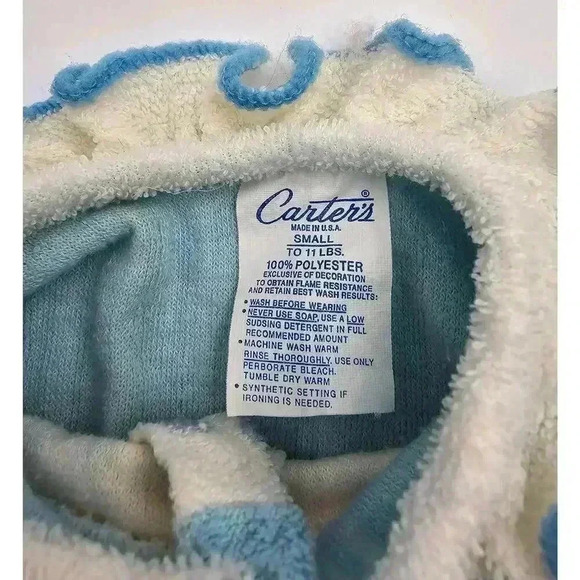 Carter's®
MADE IN U.S.A.
SMALL
TO 11 LBS.
100% POLYESTER
EXCLUSIVE OF DECORATION
TO OBTAIN FLAME RESISTANCE
AND RETAIN BEST WASH RESULTS:
• WASH BEFORE WEARING
• NEVER USE SOAP. USE A LOW
SUDSING DETERGENT IN FULL
RECOMMENDED AMOUNT
• MACHINE WASH WARM
RINSE THOROUGHLY. USE ONLY
PERBORATE BLEACH.
TUMBLE DRY WARM
• SYNTHETIC SETTING IF
IRONING IS NEEDED.